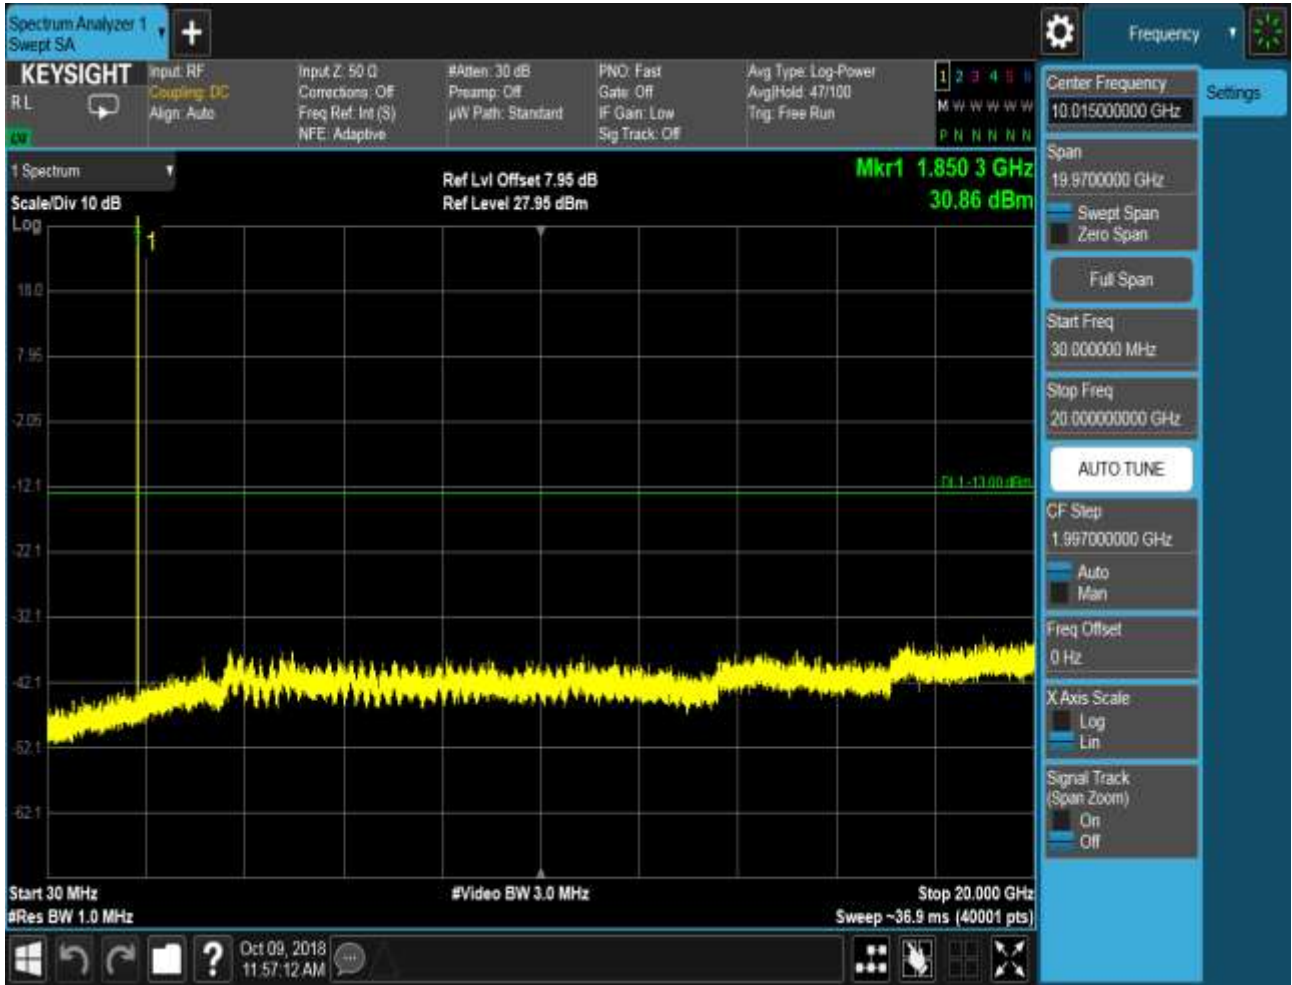 Spectrum Analyzer 1
Swept SA
Frequency
KEYSIGHT
R L
Input: RF
Coupling: DC
Align: Auto
Input Z: 50 Ω
Corrections: Off
Freq Ref: Int (S)
NFE: Adaptive
#Atten: 30 dB
Preamp: Off
µW Path: Standard
PNO: Fast
Gate: Off
IF Gain: Low
Sig Track: Off
Avg Type: Log-Power
Avg|Hold: 47/100
Trig: Free Run
1 2 3 4 5 6
M W W W W W
P N N N N N
1 Spectrum
Scale/Div 10 dB
Log
Ref Lvl Offset 7.95 dB
Ref Level 27.95 dBm
Mkr1 1.850 3 GHz
30.86 dBm
1
18.0
7.95
-2.05
-12.1
DL1 -13.00 dBm
-22.1
-32.1
-42.1
-52.1
-62.1
Start 30 MHz
#Res BW 1.0 MHz
#Video BW 3.0 MHz
Stop 20.000 GHz
Sweep ~36.9 ms (40001 pts)
Center Frequency
10.015000000 GHz
Settings
Span
19.9700000 GHz
Swept Span
Zero Span
Full Span
Start Freq
30.000000 MHz
Stop Freq
20.000000000 GHz
AUTO TUNE
CF Step
1.997000000 GHz
Auto
Man
Freq Offset
0 Hz
X Axis Scale
Log
Lin
Signal Track
(Span Zoom)
On
Off
?
Oct 09, 2018
11:57:12 AM